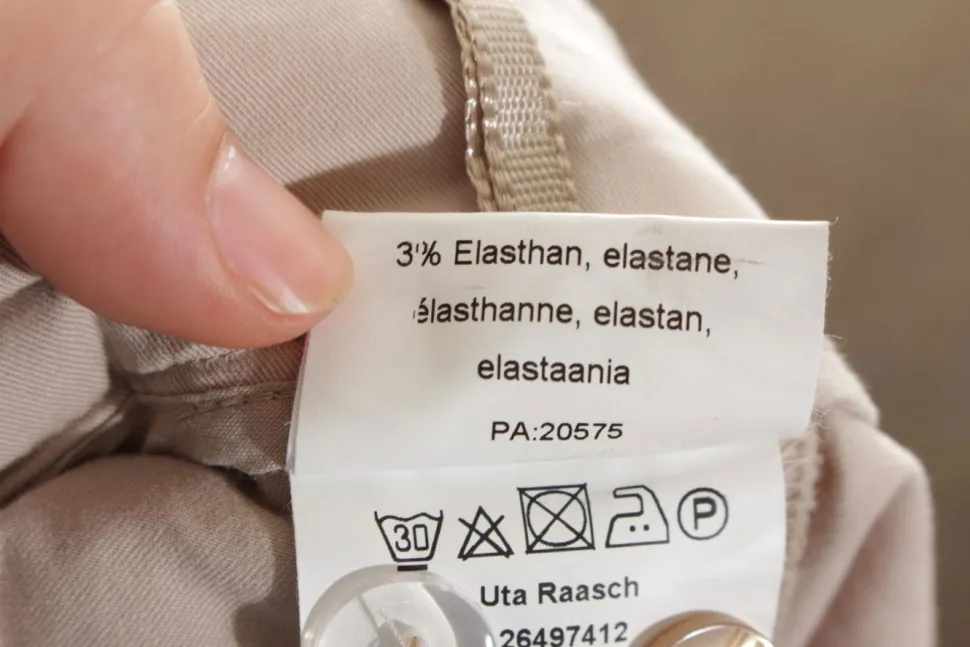 3% Elasthan, elastane,
élasthanne, elastan,
elastaania
PA:20575
30 P
Uta Raasch
26497412